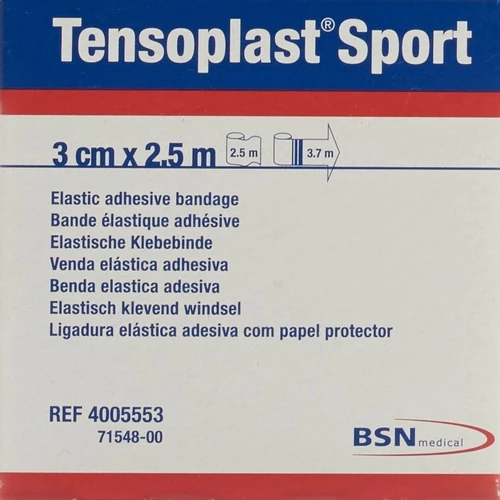 Tensoplast® Sport
3 cm x 2.5 m 2.5 m 3.7 m
Elastic adhesive bandage
Bande élastique adhésive
Elastische Klebebinde
Venda elástica adhesiva
Benda elastica adesiva
Elastisch klevend windsel
Ligadura elástica adesiva com papel protector
REF 4005553
71548-00
BSN medical